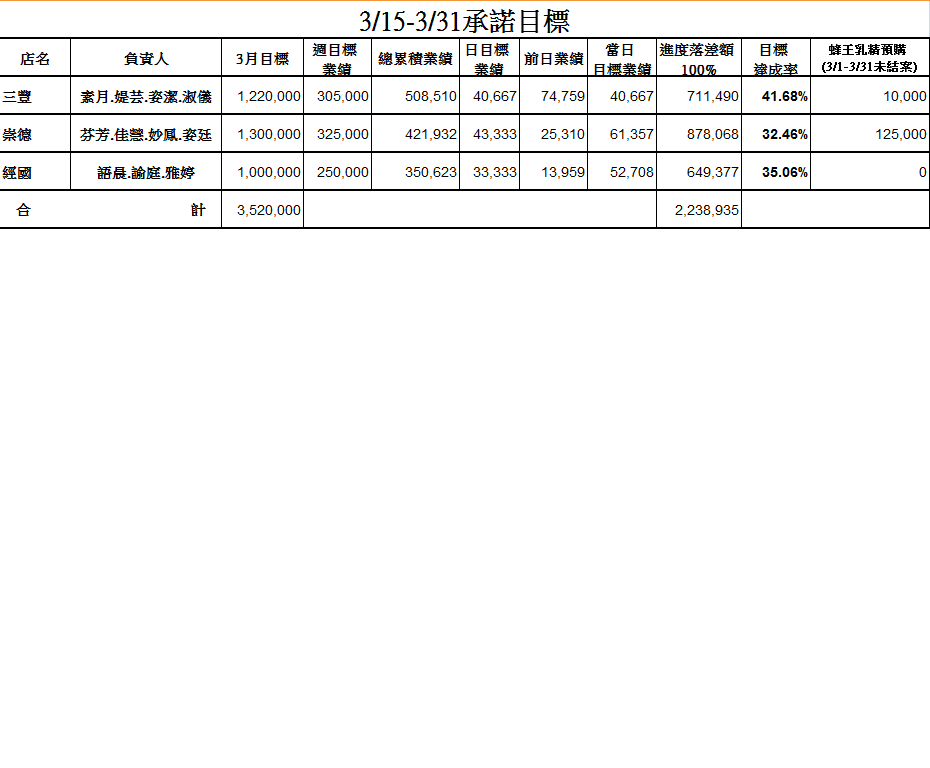 3/15-3/31承諾目標
店名 負責人 3月目標 週目標業績 總累積業績 日目標業績 前日業績 當日目標業績 進度落差額100% 目標達成率 蜂王乳精預購(3/1-3/31未結案)
三豐 素月.媞芸.姿潔.淑儀 1,220,000 305,000 508,510 40,667 74,759 40,667 711,490 41.68% 10,000
崇德 芬芳.佳慧.妙鳳.姿廷 1,300,000 325,000 421,932 43,333 25,310 61,357 878,068 32.46% 125,000
經國 語晨.諭庭.雅婷 1,000,000 250,000 350,623 33,333 13,959 52,708 649,377 35.06% 0
合 計 3,520,000 2,238,935